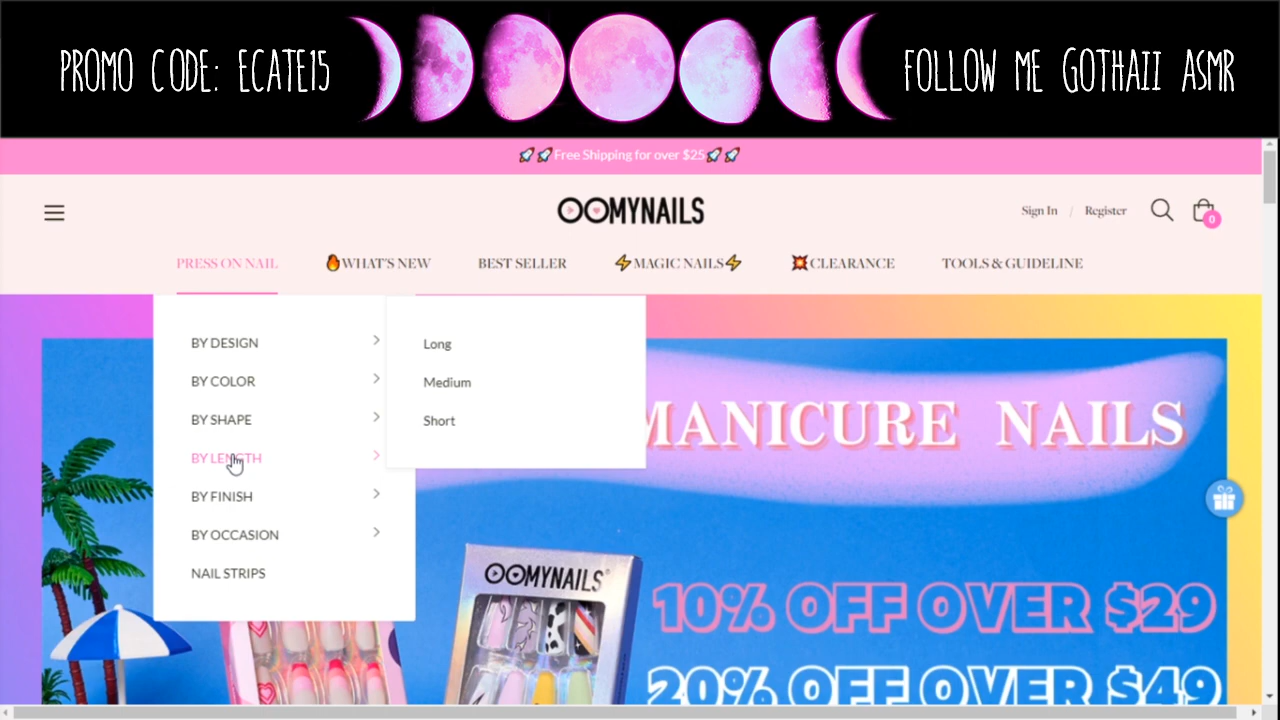 PROMO CODE: ECATE15
FOLLOW ME GOTHAII ASMR
Free Shipping for over $25
OOMYNAILS
Sign In / Register
0
PRESS ON NAIL
WHAT'S NEW
BEST SELLER
MAGIC NAILS
CLEARANCE
TOOLS & GUIDELINE
BY DESIGN
BY COLOR
BY SHAPE
BY LENGTH
BY FINISH
BY OCCASION
NAIL STRIPS
Long
Medium
Short
MANICURE NAILS
OOMYNAILS
10% OFF OVER $29
20% OFF OVER $49